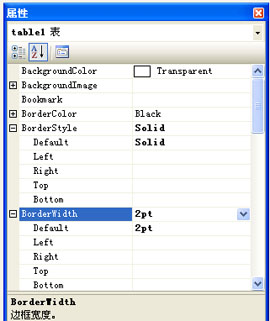 属性
table1 表
BackgroundColor Transparent
BackgroundImage
Bookmark
BorderColor Black
BorderStyle Solid
Default Solid
Left
Right
Top
Bottom
BorderWidth 2pt
Default 2pt
Left
Right
Top
Bottom
BorderWidth
边框宽度。